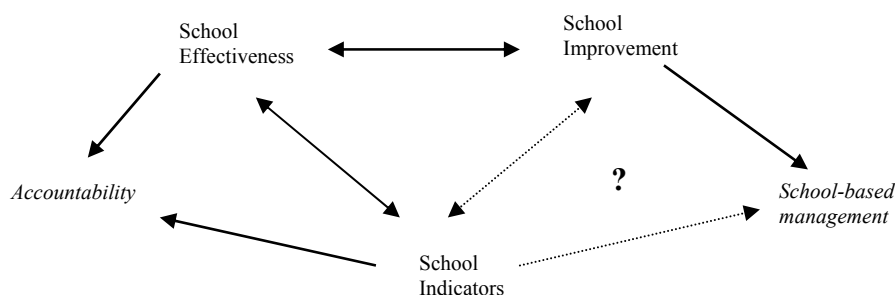 School
Effectiveness
School
Improvement
?
Accountability
School-based
management
School
Indicators